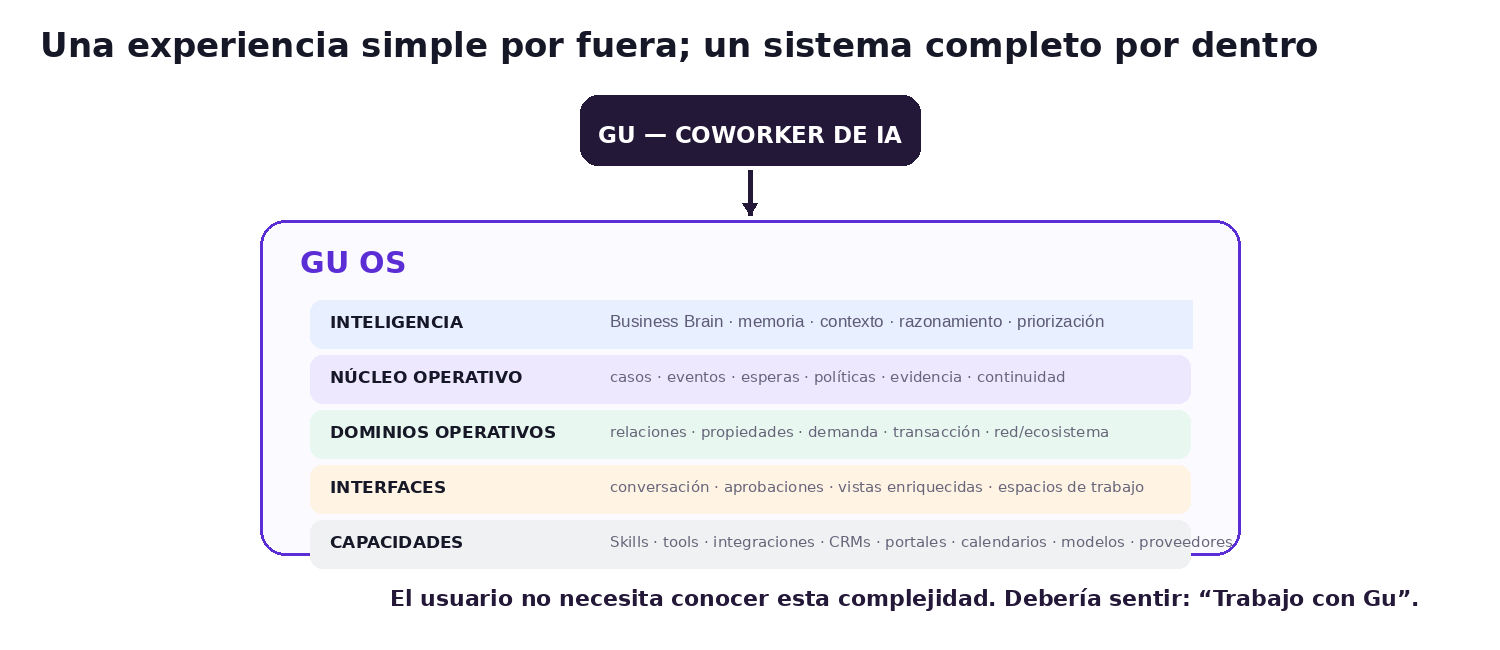 Una experiencia simple por fuera; un sistema completo por dentro
GU — COWORKER DE IA
GU OS
INTELIGENCIA Business Brain · memoria · contexto · razonamiento · priorización
NÚCLEO OPERATIVO casos · eventos · esperas · políticas · evidencia · continuidad
DOMINIOS OPERATIVOS relaciones · propiedades · demanda · transacción · red/ecosistema
INTERFACES conversación · aprobaciones · vistas enriquecidas · espacios de trabajo
CAPACIDADES Skills · tools · integraciones · CRMs · portales · calendarios · modelos · proveedores
El usuario no necesita conocer esta complejidad. Debería sentir: “Trabajo con Gu”.